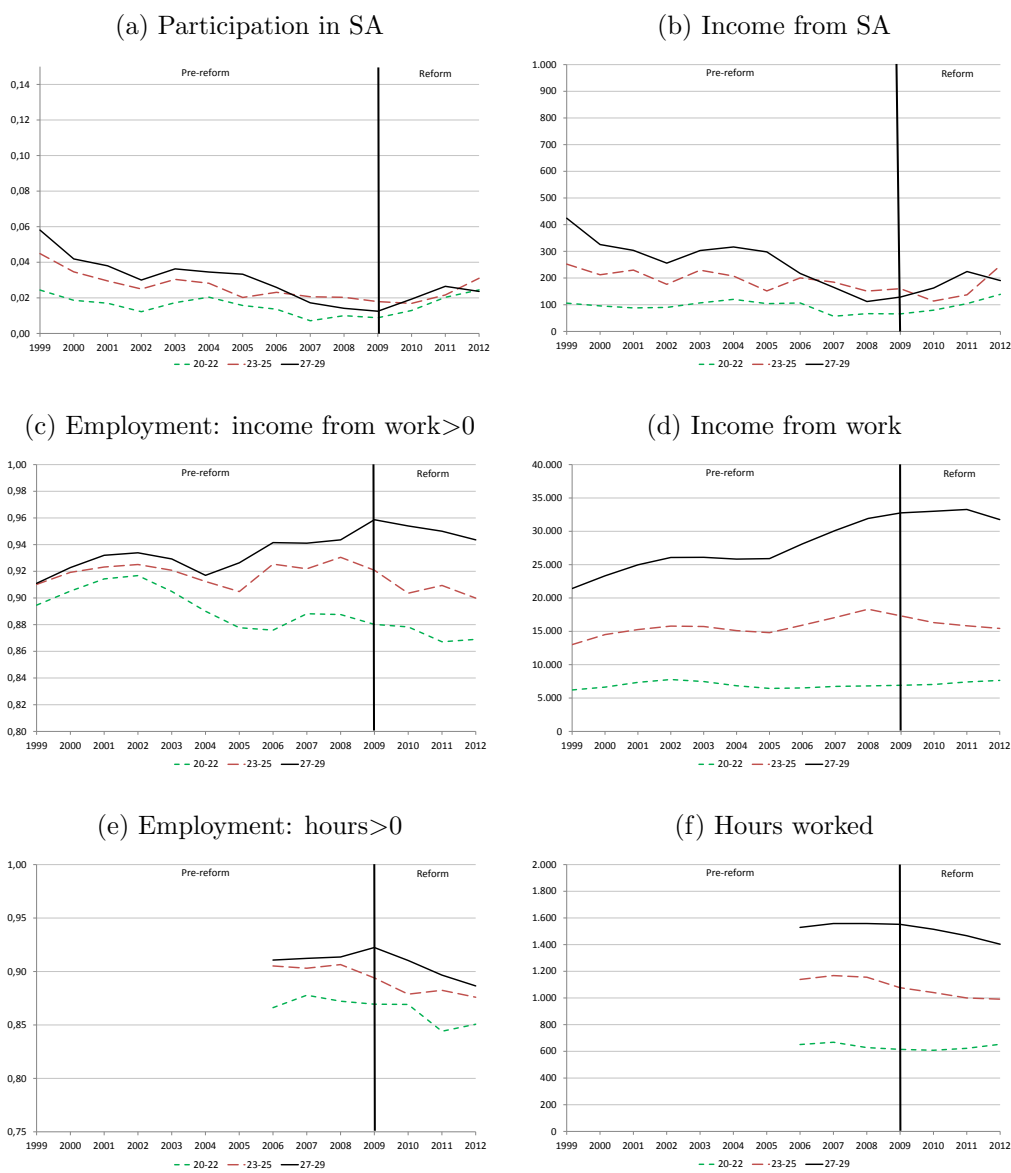 (a) Participation in SA
Pre-reform Reform
0,14
0,12
0,10
0,08
0,06
0,04
0,02
0,00
1999 2000 2001 2002 2003 2004 2005 2006 2007 2008 2009 2010 2011 2012
20-22 23-25 27-29
(b) Income from SA
Pre-reform Reform
1.000
900
800
700
600
500
400
300
200
100
0
1999 2000 2001 2002 2003 2004 2005 2006 2007 2008 2009 2010 2011 2012
20-22 23-25 27-29
(c) Employment: income from work>0
Pre-reform Reform
1,00
0,98
0,96
0,94
0,92
0,90
0,88
0,86
0,84
0,82
0,80
1999 2000 2001 2002 2003 2004 2005 2006 2007 2008 2009 2010 2011 2012
20-22 23-25 27-29
(d) Income from work
Pre-reform Reform
40.000
35.000
30.000
25.000
20.000
15.000
10.000
5.000
0
1999 2000 2001 2002 2003 2004 2005 2006 2007 2008 2009 2010 2011 2012
20-22 23-25 27-29
(e) Employment: hours>0
Pre-reform Reform
1,00
0,95
0,90
0,85
0,80
0,75
1999 2000 2001 2002 2003 2004 2005 2006 2007 2008 2009 2010 2011 2012
20-22 23-25 27-29
(f) Hours worked
Pre-reform Reform
2.000
1.800
1.600
1.400
1.200
1.000
800
600
400
200
0
1999 2000 2001 2002 2003 2004 2005 2006 2007 2008 2009 2010 2011 2012
20-22 23-25 27-29